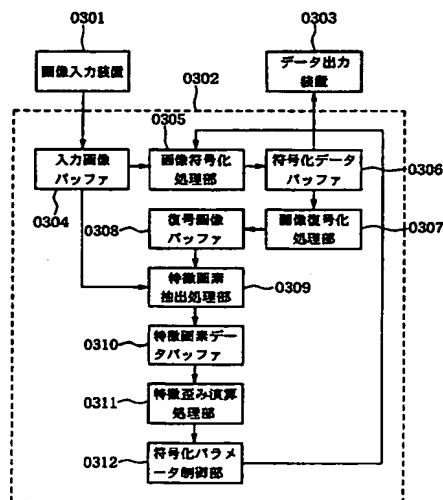 0301
0303
画像入力装置
データ出力
装置
0302
0305
入力画像
バッファ
画像符号化
処理部
符号化データ
バッファ
0306
0304
0308
復号画像
バッファ
画像復号化
処理部
0307
特徴画素
抽出処理部
0309
0310
特徴画素デー
タバッファ
0311
特徴歪み演算
処理部
0312
符号化パラメ
ータ制御部